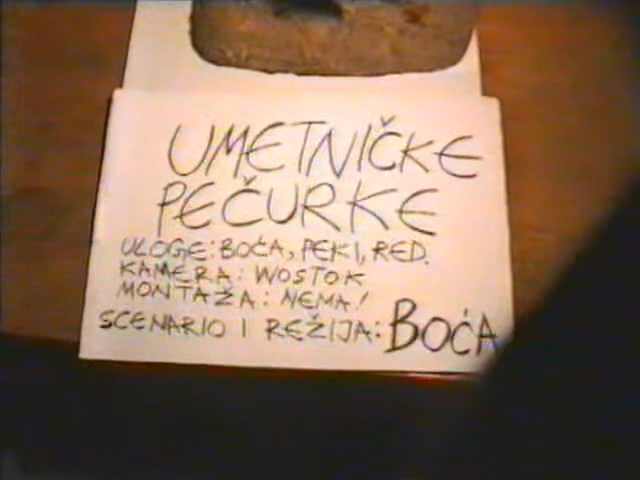 UMETNIČKE
PEČURKE
ULOGE: BOĆA, PEKI, RED.
KAMERA: WOSTOK
MONTAŽA: NEMA!
SCENARIO I REŽIJA: BOĆA